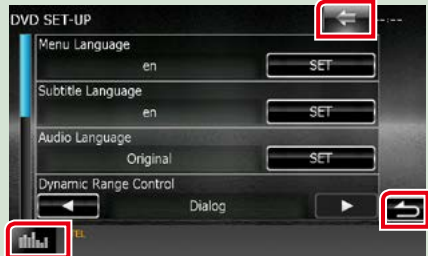 DVD SET-UP
--:--
Menu Language
en
SET
Subtitle Language
en
SET
Audio Language
Original
SET
Dynamic Range Control
Dialog
TEL